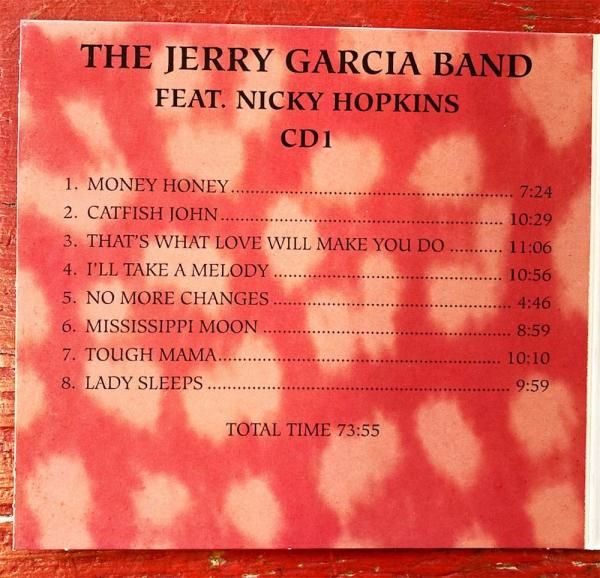 THE JERRY GARCIA BAND
FEAT. NICKY HOPKINS
CD1
1. MONEY HONEY 7:24
2. CATFISH JOHN 10:29
3. THAT'S WHAT LOVE WILL MAKE YOU DO 11:06
4. I'LL TAKE A MELODY 10:56
5. NO MORE CHANGES 4:46
6. MISSISSIPPI MOON 8:59
7. TOUGH MAMA 10:10
8. LADY SLEEPS 9:59
TOTAL TIME 73:55